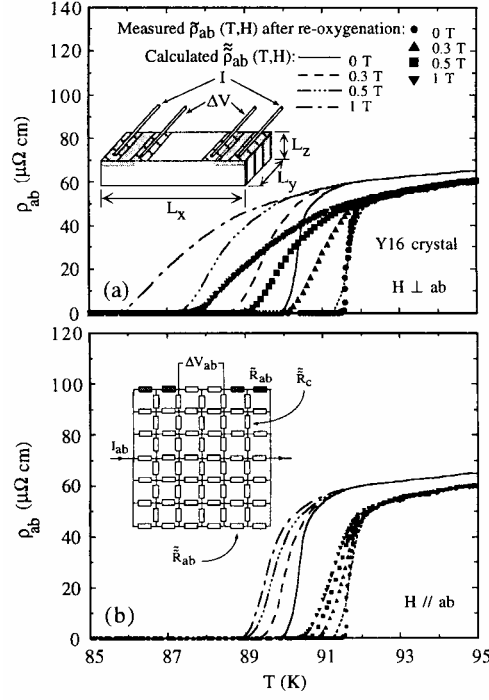 140
120
100
80
60
40
20
0
ρab (μΩ cm)
Measured ρ̃ab (T,H) after re-oxygenation:
0 T
0.3 T
0.5 T
1 T
Calculated ρ̃̃ab (T,H):
0 T
0.3 T
0.5 T
1 T
I
ΔV
Lz
Ly
Lx
Y16 crystal
(a)
H ⊥ ab
120
100
80
60
40
20
0
ρab (μΩ cm)
ΔVab
R̃ab
R̃̃c
Iab
R̃̃ab
(b)
H // ab
85
87
89
91
93
95
T (K)